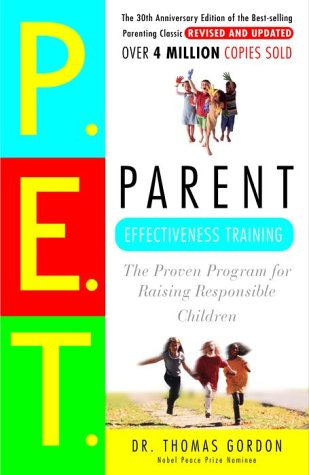 The 30th Anniversary Edition of the Best-selling
Parenting Classic REVISED AND UPDATED
OVER 4 MILLION COPIES SOLD
P.
E.
T.
PARENT
EFFECTIVENESS TRAINING
The Proven Program for
Raising Responsible
Children
DR. THOMAS GORDON
Nobel Peace Prize Nominee